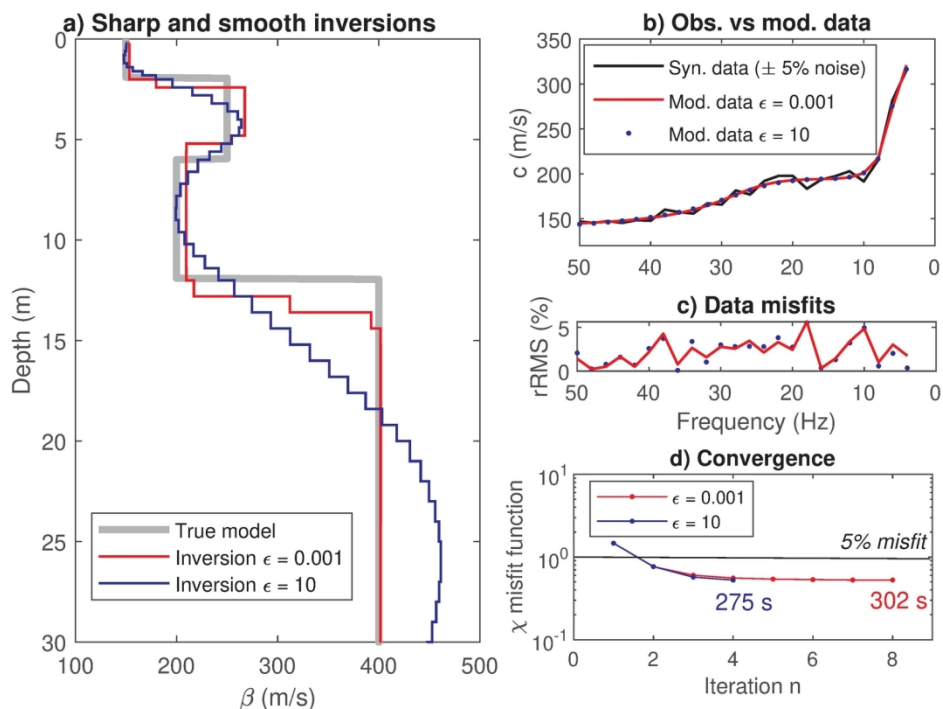 a) Sharp and smooth inversions
0
5
10
15
20
25
30
Depth (m)
True model
Inversion ϵ = 0.001
Inversion ϵ = 10
100 200 300 400 500
β (m/s)
b) Obs. vs mod. data
350
300
250
200
150
c (m/s)
Syn. data (± 5% noise)
Mod. data ϵ = 0.001
Mod. data ϵ = 10
50 40 30 20 10 0
c) Data misfits
5
0
rRMS (%)
50 40 30 20 10 0
Frequency (Hz)
d) Convergence
10¹
10⁰
10⁻¹
χ misfit function
ϵ = 0.001
ϵ = 10
5% misfit
275 s 302 s
0 2 4 6 8
Iteration n